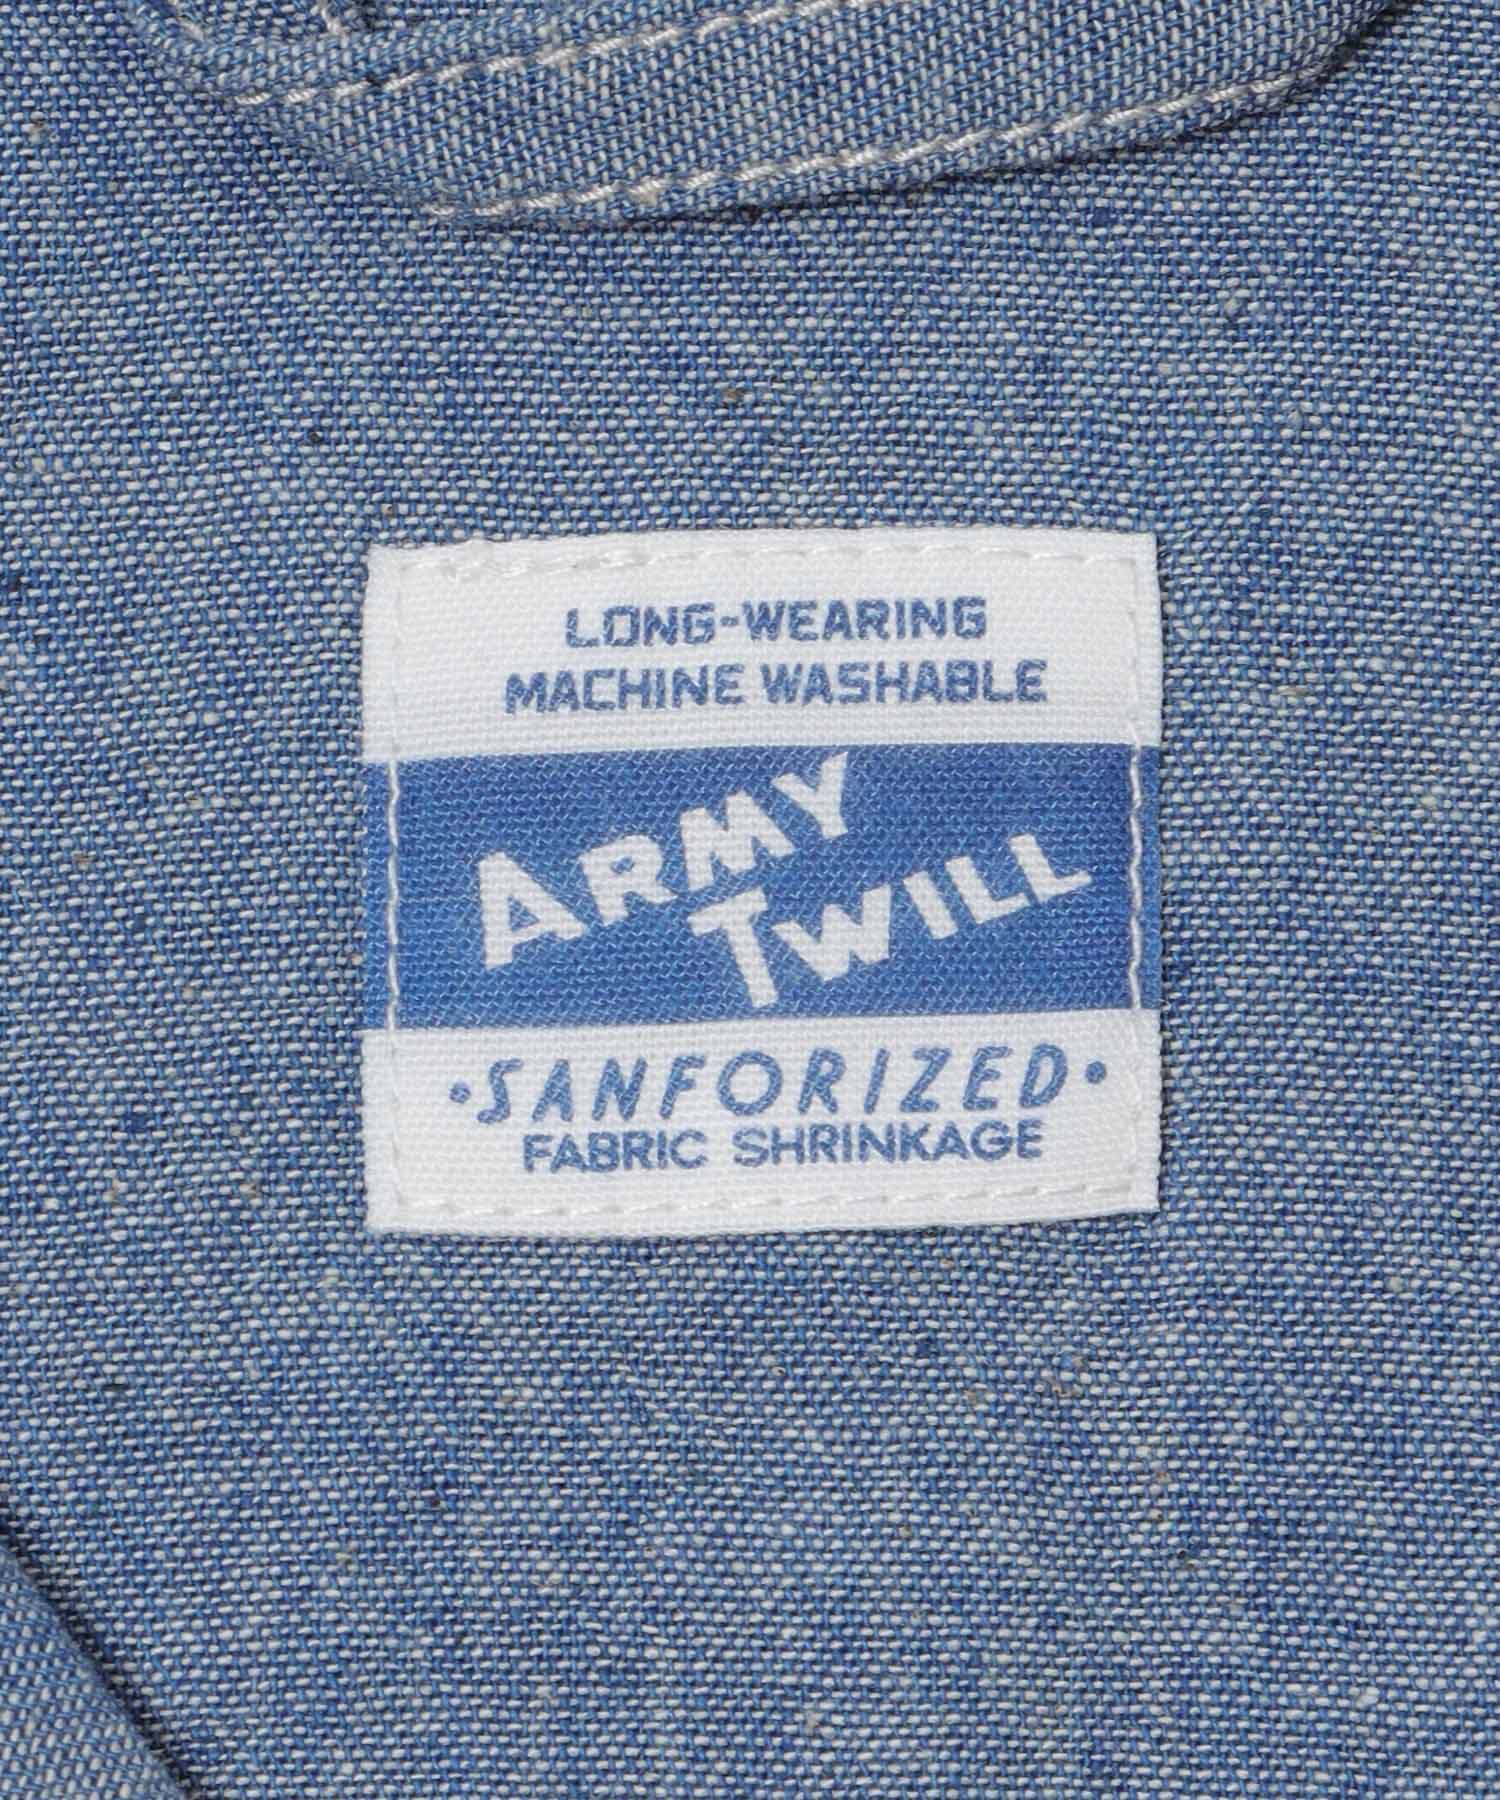 LONG-WEARING
MACHINE WASHABLE
ARMY
TWILL
•SANFORIZED•
FABRIC SHRINKAGE